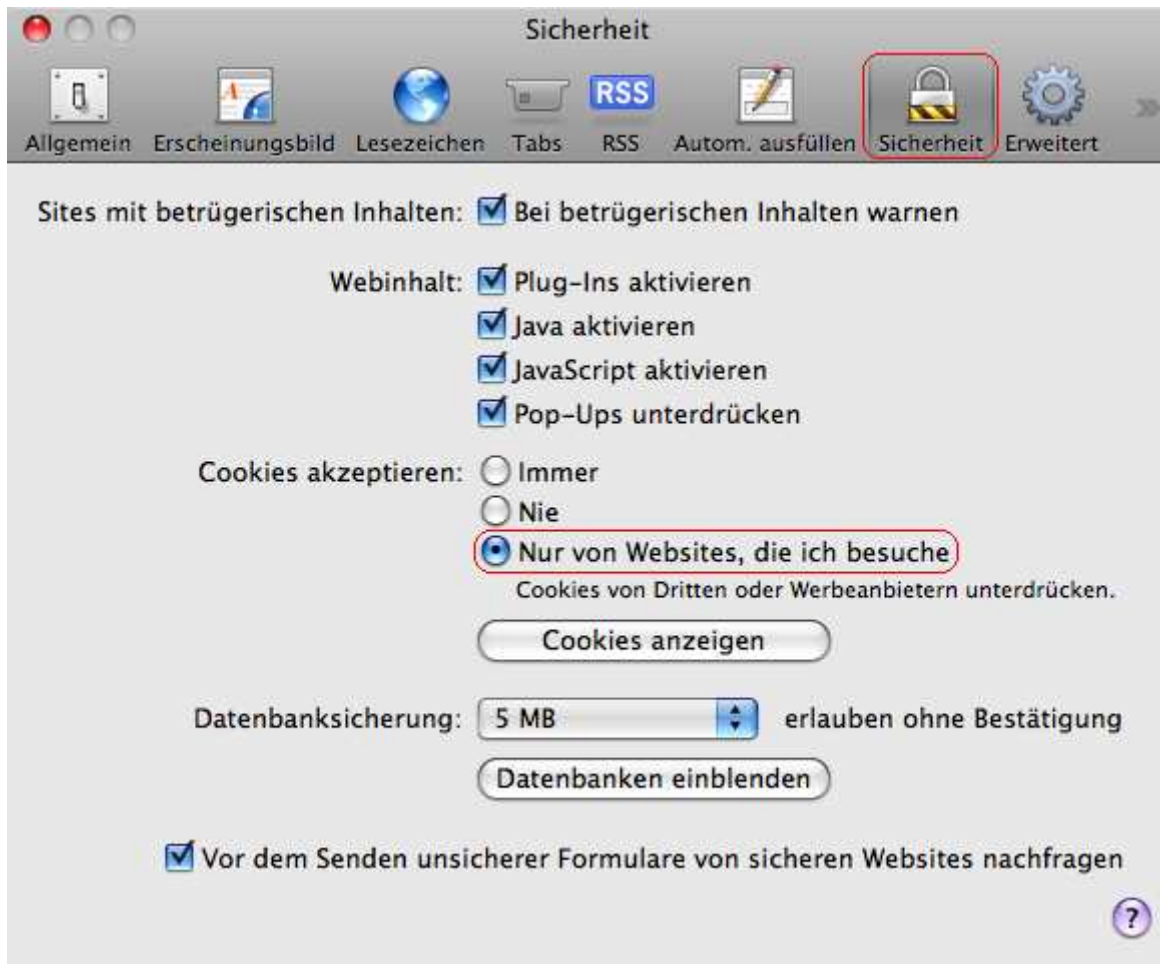 Sicherheit
RSS
Allgemein Erscheinungsbild Lesezeichen Tabs RSS Autom. ausfüllen Sicherheit Erweitert
Sites mit betrügerischen Inhalten: Bei betrügerischen Inhalten warnen
Webinhalt: Plug-Ins aktivieren
Java aktivieren
JavaScript aktivieren
Pop-Ups unterdrücken
Cookies akzeptieren: Immer
Nie
Nur von Websites, die ich besuche
Cookies von Dritten oder Werbeanbietern unterdrücken.
Cookies anzeigen
Datenbanksicherung: 5 MB erlauben ohne Bestätigung
Datenbanken einblenden
Vor dem Senden unsicherer Formulare von sicheren Websites nachfragen
?